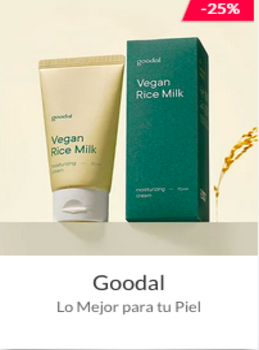 -25%
goodal
Vegan
Rice Milk
moisturizing
cream
goodal
Vegan
Rice Milk
moisturizing
cream
Goodal
Lo Mejor para tu Piel